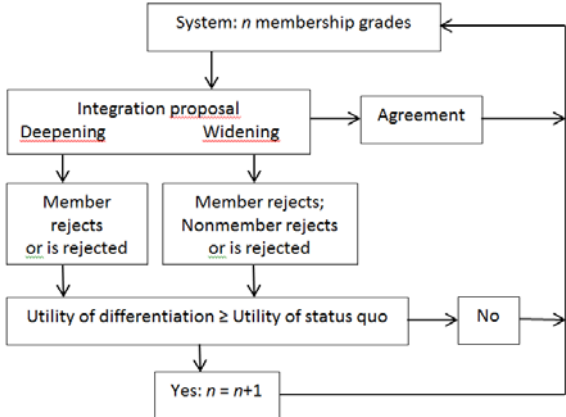 System: n membership grades
Integration proposal
Deepening Widening
Agreement
Member
rejects
or is rejected
Member rejects;
Nonmember rejects
or is rejected
Utility of differentiation ≥ Utility of status quo
No
Yes: n = n+1